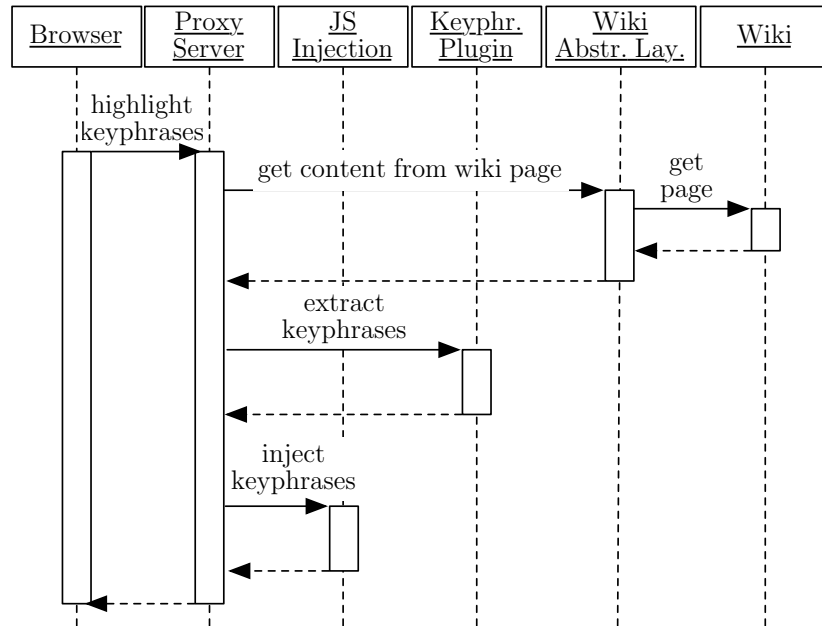 Browser
Proxy
Server
JS
Injection
Keyphr.
Plugin
Wiki
Abstr. Lay.
Wiki
highlight
keyphrases
get content from wiki page
get
page
extract
keyphrases
inject
keyphrases